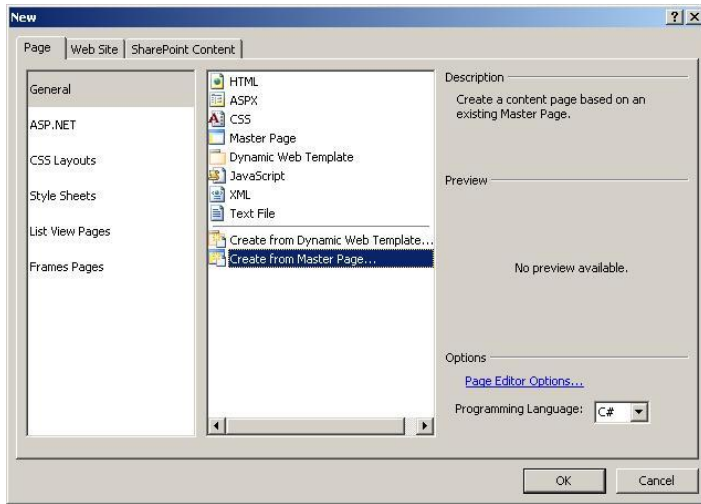 New
Page
Web Site
SharePoint Content
General
ASP.NET
CSS Layouts
Style Sheets
List View Pages
Frames Pages
HTML
ASPX
CSS
Master Page
Dynamic Web Template
JavaScript
XML
Text File
Create from Dynamic Web Template...
Create from Master Page...
Description
Create a content page based on an
existing Master Page.
Preview
No preview available.
Options
Page Editor Options...
Programming Language: C#
OK
Cancel